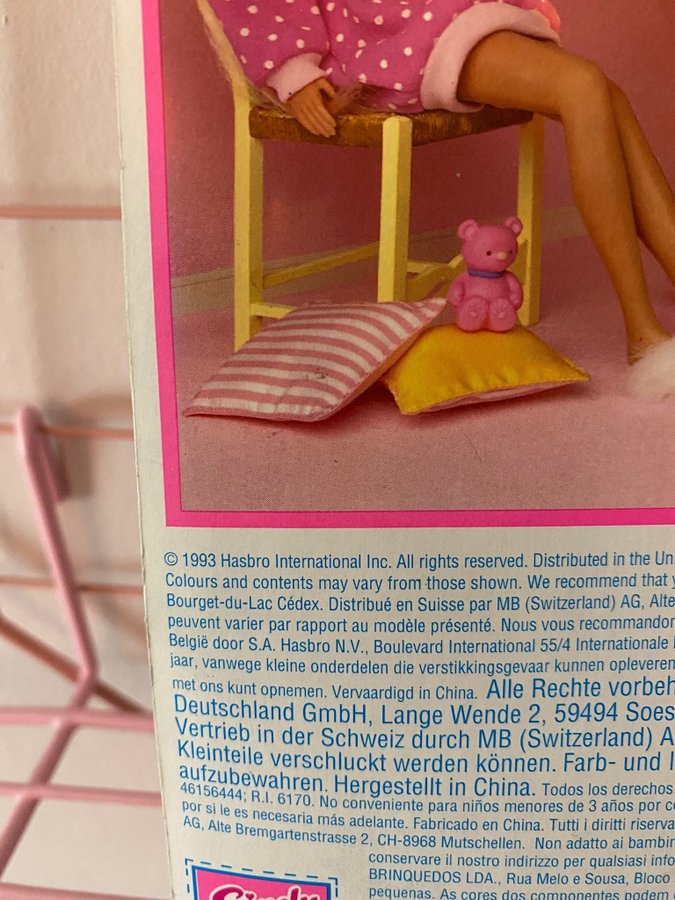 © 1993 Hasbro International Inc. All rights reserved. Distributed in the Un
Colours and contents may vary from those shown. We recommend that y
Bourget-du-Lac Cédex. Distribué en Suisse par MB (Switzerland) AG, Alte
peuvent varier par rapport au modèle présenté. Nous vous recommandor
België door S.A. Hasbro N.V., Boulevard International 55/4 Internationale
jaar, vanwege kleine onderdelen die verstikkingsgevaar kunnen opleveren
met ons kunt opnemen. Vervaardigd in China. Alle Rechte vorbeh
Deutschland GmbH, Lange Wende 2, 59494 Soes
Vertrieb in der Schweiz durch MB (Switzerland) A
Kleinteile verschluckt werden können. Farb- und I
aufzubewahren. Hergestellt in China. Todos los derechos
46156444; R.I. 6170. No conveniente para niños menores de 3 años por co
por si le es necesaria más adelante. Fabricado en China. Tutti i diritti riserva
AG, Alte Bremgartenstrasse 2, CH-8968 Mutschellen. Non adatto ai bambin
conservare il nostro indirizzo per qualsiasi info
BRINQUEDOS LDA., Rua Melo e Sousa, Bloco
pequenas. As cores dos componentes podem
Sindy